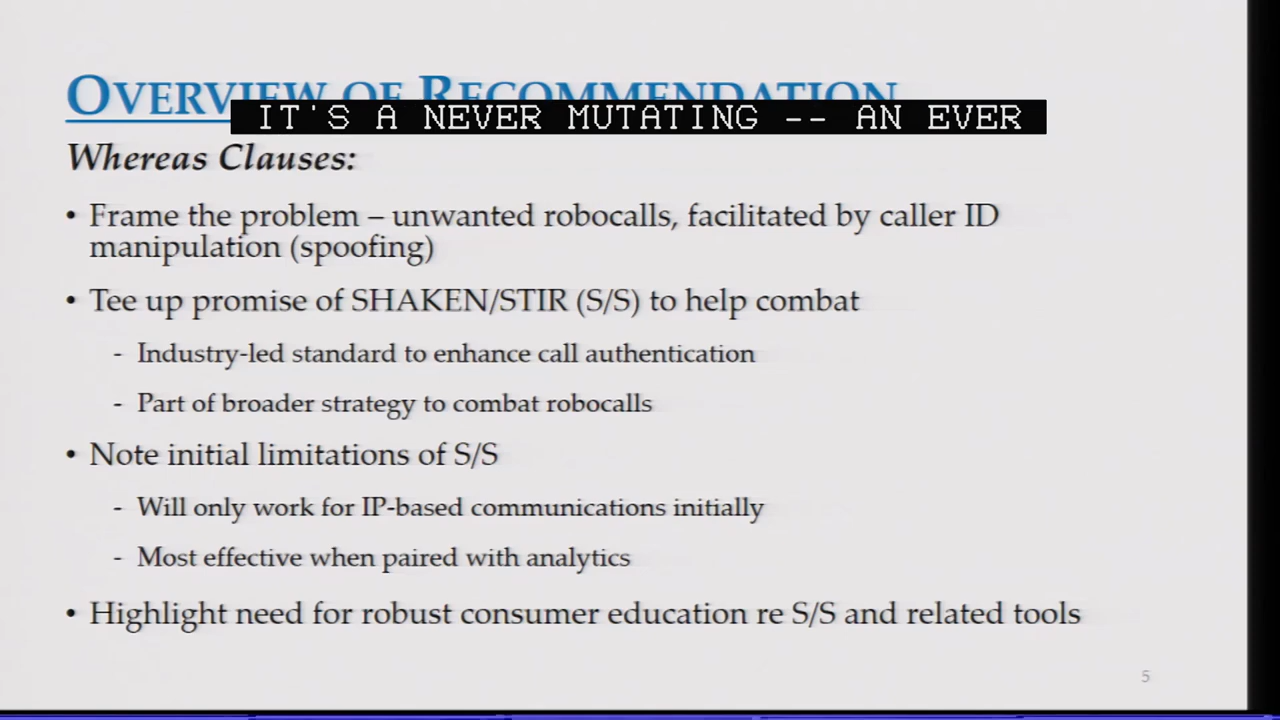 OVERVIEW OF RECOMMENDATION
IT'S A NEVER MUTATING -- AN EVER
Whereas Clauses:
• Frame the problem – unwanted robocalls, facilitated by caller ID
manipulation (spoofing)
• Tee up promise of SHAKEN/STIR (S/S) to help combat
- Industry-led standard to enhance call authentication
- Part of broader strategy to combat robocalls
• Note initial limitations of S/S
- Will only work for IP-based communications initially
- Most effective when paired with analytics
• Highlight need for robust consumer education re S/S and related tools
5